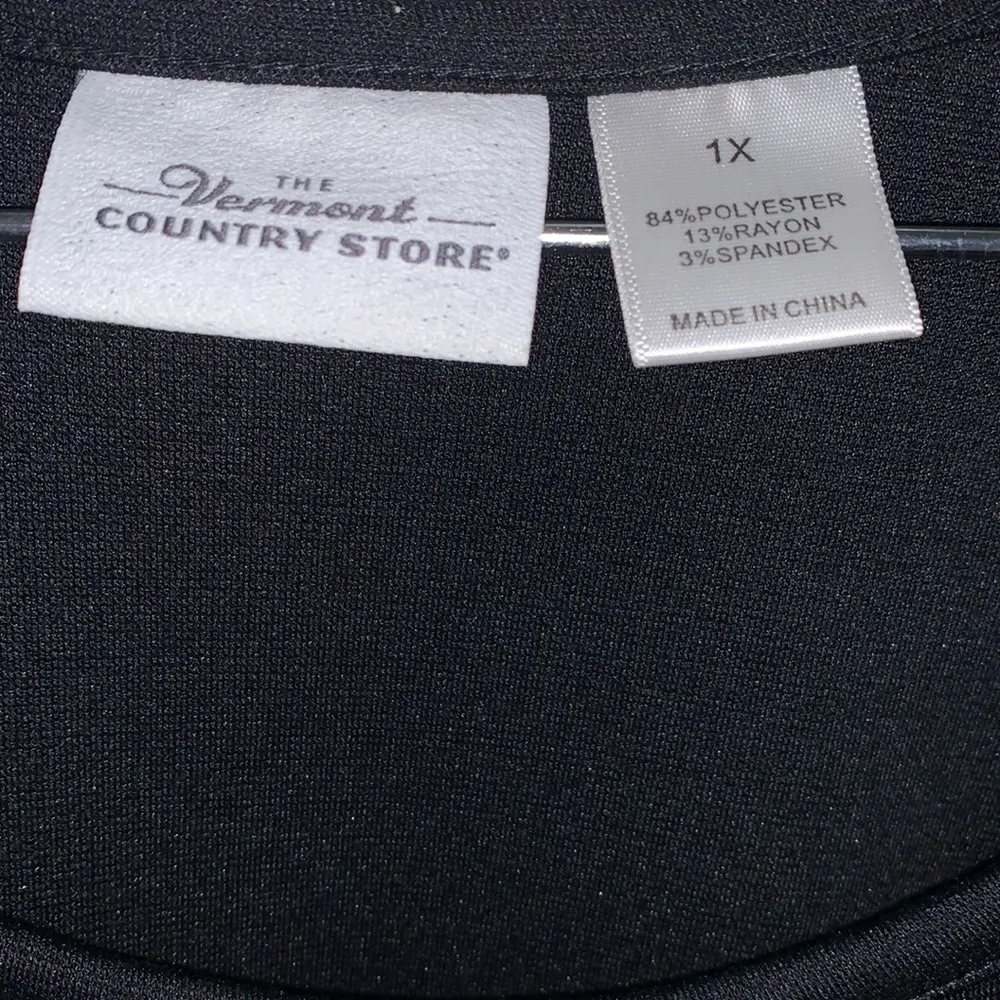 THE
Vermont
COUNTRY STORE®
1X
84%POLYESTER
13%RAYON
3%SPANDEX
MADE IN CHINA